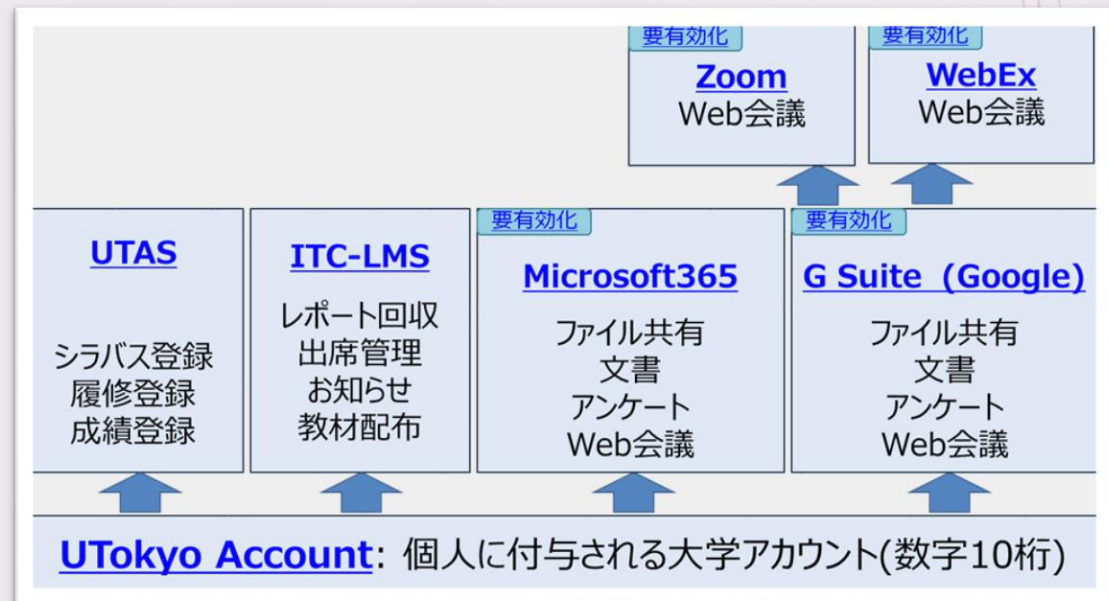 要有効化
Zoom
Web会議
要有効化
WebEx
Web会議
UTAS
シラバス登録
履修登録
成績登録
ITC-LMS
レポート回収
出席管理
お知らせ
教材配布
要有効化
Microsoft365
ファイル共有
文書
アンケート
Web会議
要有効化
G Suite (Google)
ファイル共有
文書
アンケート
Web会議
UTokyo Account: 個人に付与される大学アカウント(数字10桁)